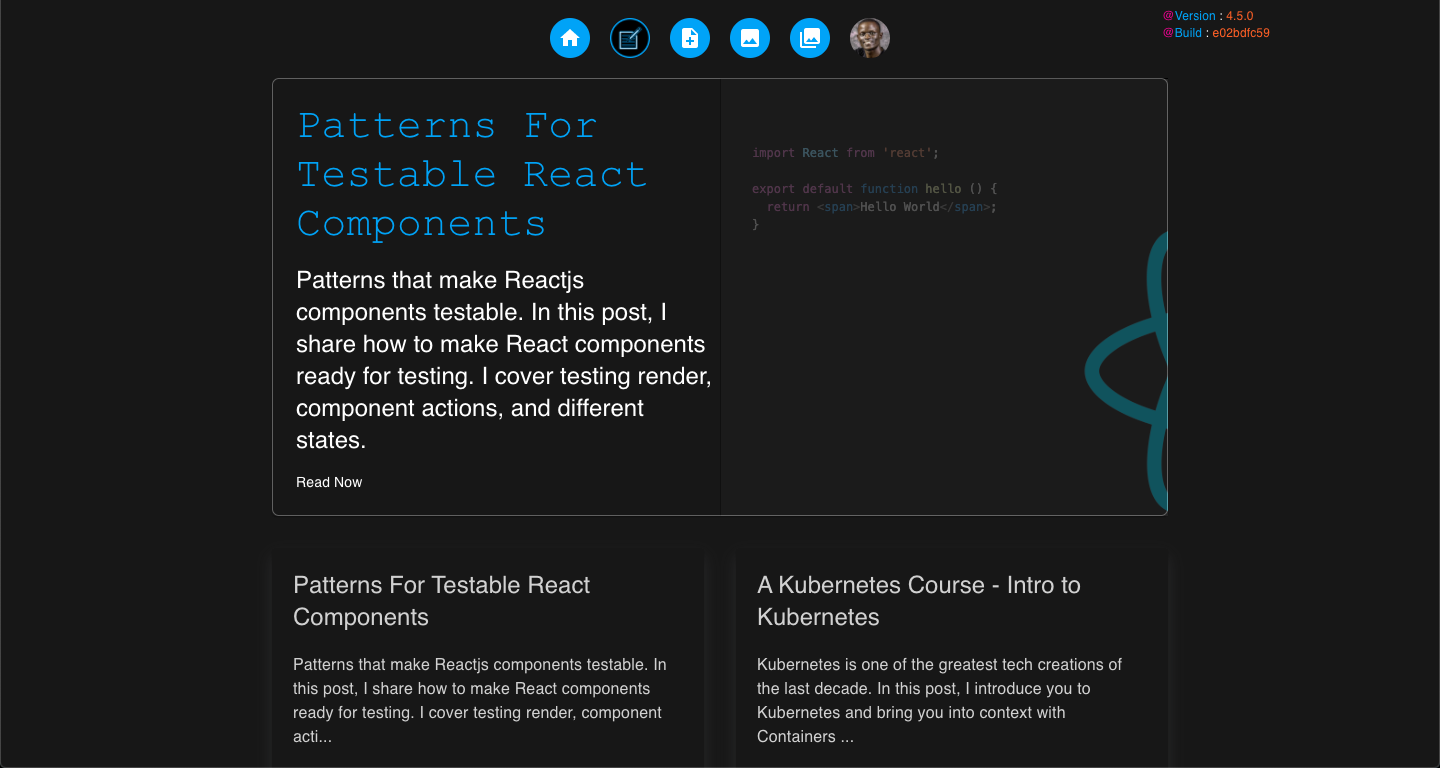 @Version : 4.5.0
@Build : e02bdfc59
Patterns For
Testable React
Components
Patterns that make Reactjs
components testable. In this post, I
share how to make React components
ready for testing. I cover testing render,
component actions, and different
states.
Read Now
import React from 'react';
export default function hello () {
return <span>Hello World</span>;
}
Patterns For Testable React
Components
Patterns that make Reactjs components testable. In
this post, I share how to make React components
ready for testing. I cover testing render, component
acti...
A Kubernetes Course - Intro to
Kubernetes
Kubernetes is one of the greatest tech creations of
the last decade. In this post, I introduce you to
Kubernetes and bring you into context with
Containers ...